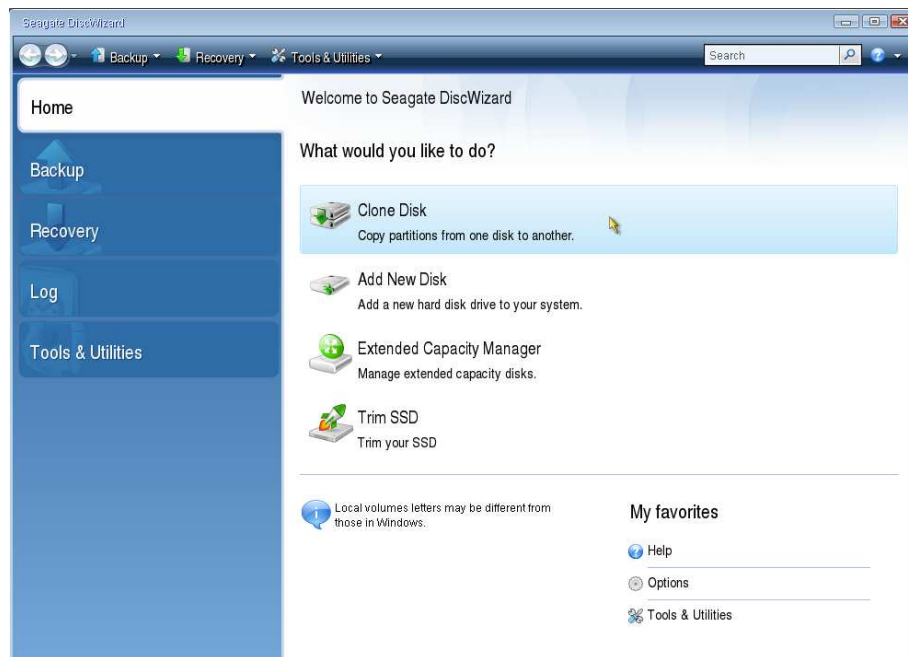 Seagate DiscWizard
Backup
Recovery
Tools & Utilities
Search
Home
Backup
Recovery
Log
Tools & Utilities
Welcome to Seagate DiscWizard
What would you like to do?
Clone Disk
Copy partitions from one disk to another.
Add New Disk
Add a new hard disk drive to your system.
Extended Capacity Manager
Manage extended capacity disks.
Trim SSD
Trim your SSD
Local volumes letters may be different from
those in Windows.
My favorites
Help
Options
Tools & Utilities